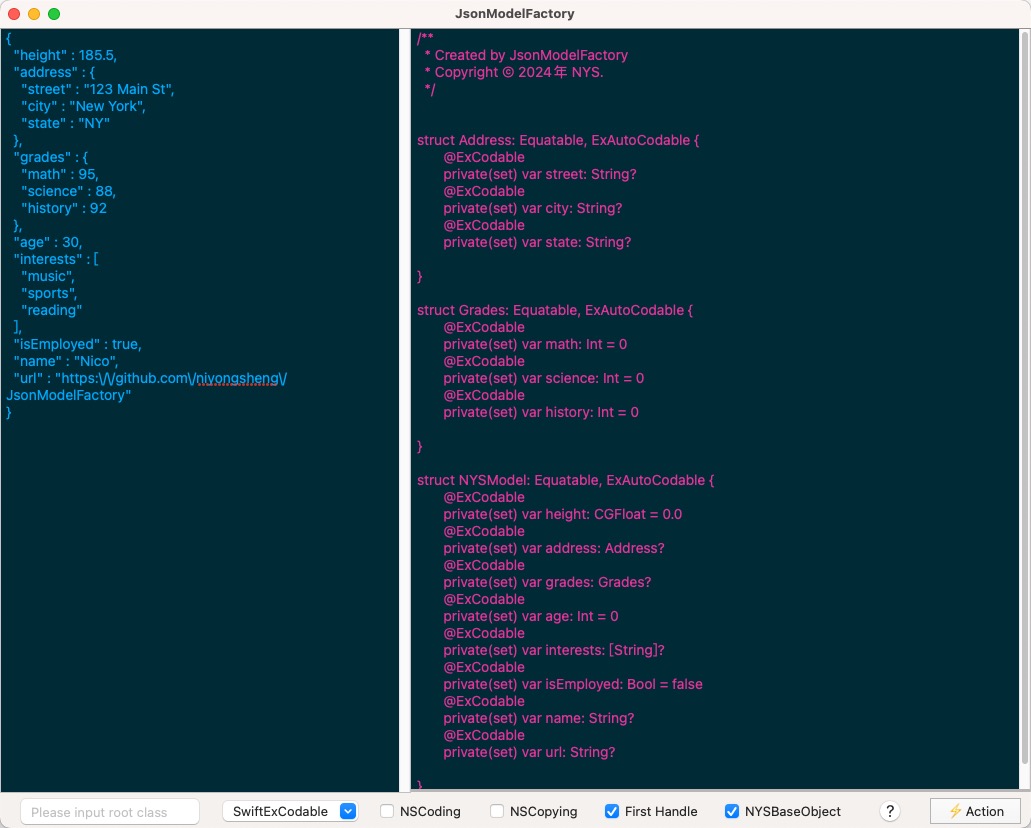 JsonModelFactory
{
"height" : 185.5,
"address" : {
"street" : "123 Main St",
"city" : "New York",
"state" : "NY"
},
"grades" : {
"math" : 95,
"science" : 88,
"history" : 92
},
"age" : 30,
"interests" : [
"music",
"sports",
"reading"
],
"isEmployed" : true,
"name" : "Nico",
"url" : "https:\/\/github.com\/niyongsheng\/
JsonModelFactory"
}
/**
* Created by JsonModelFactory
* Copyright © 2024年 NYS.
*/
struct Address: Equatable, ExAutoCodable {
@ExCodable
private(set) var street: String?
@ExCodable
private(set) var city: String?
@ExCodable
private(set) var state: String?
}
struct Grades: Equatable, ExAutoCodable {
@ExCodable
private(set) var math: Int = 0
@ExCodable
private(set) var science: Int = 0
@ExCodable
private(set) var history: Int = 0
}
struct NYSModel: Equatable, ExAutoCodable {
@ExCodable
private(set) var height: CGFloat = 0.0
@ExCodable
private(set) var address: Address?
@ExCodable
private(set) var grades: Grades?
@ExCodable
private(set) var age: Int = 0
@ExCodable
private(set) var interests: [String]?
@ExCodable
private(set) var isEmployed: Bool = false
@ExCodable
private(set) var name: String?
@ExCodable
private(set) var url: String?
}
Please input root class
SwiftExCodable
NSCoding
NSCopying
First Handle
NYSBaseObject
?
⚡Action